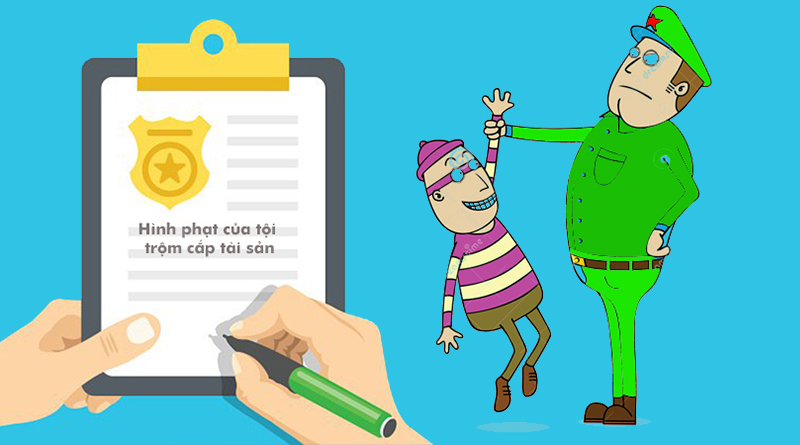 Hình phạt của tội
trộm cắp tài sản